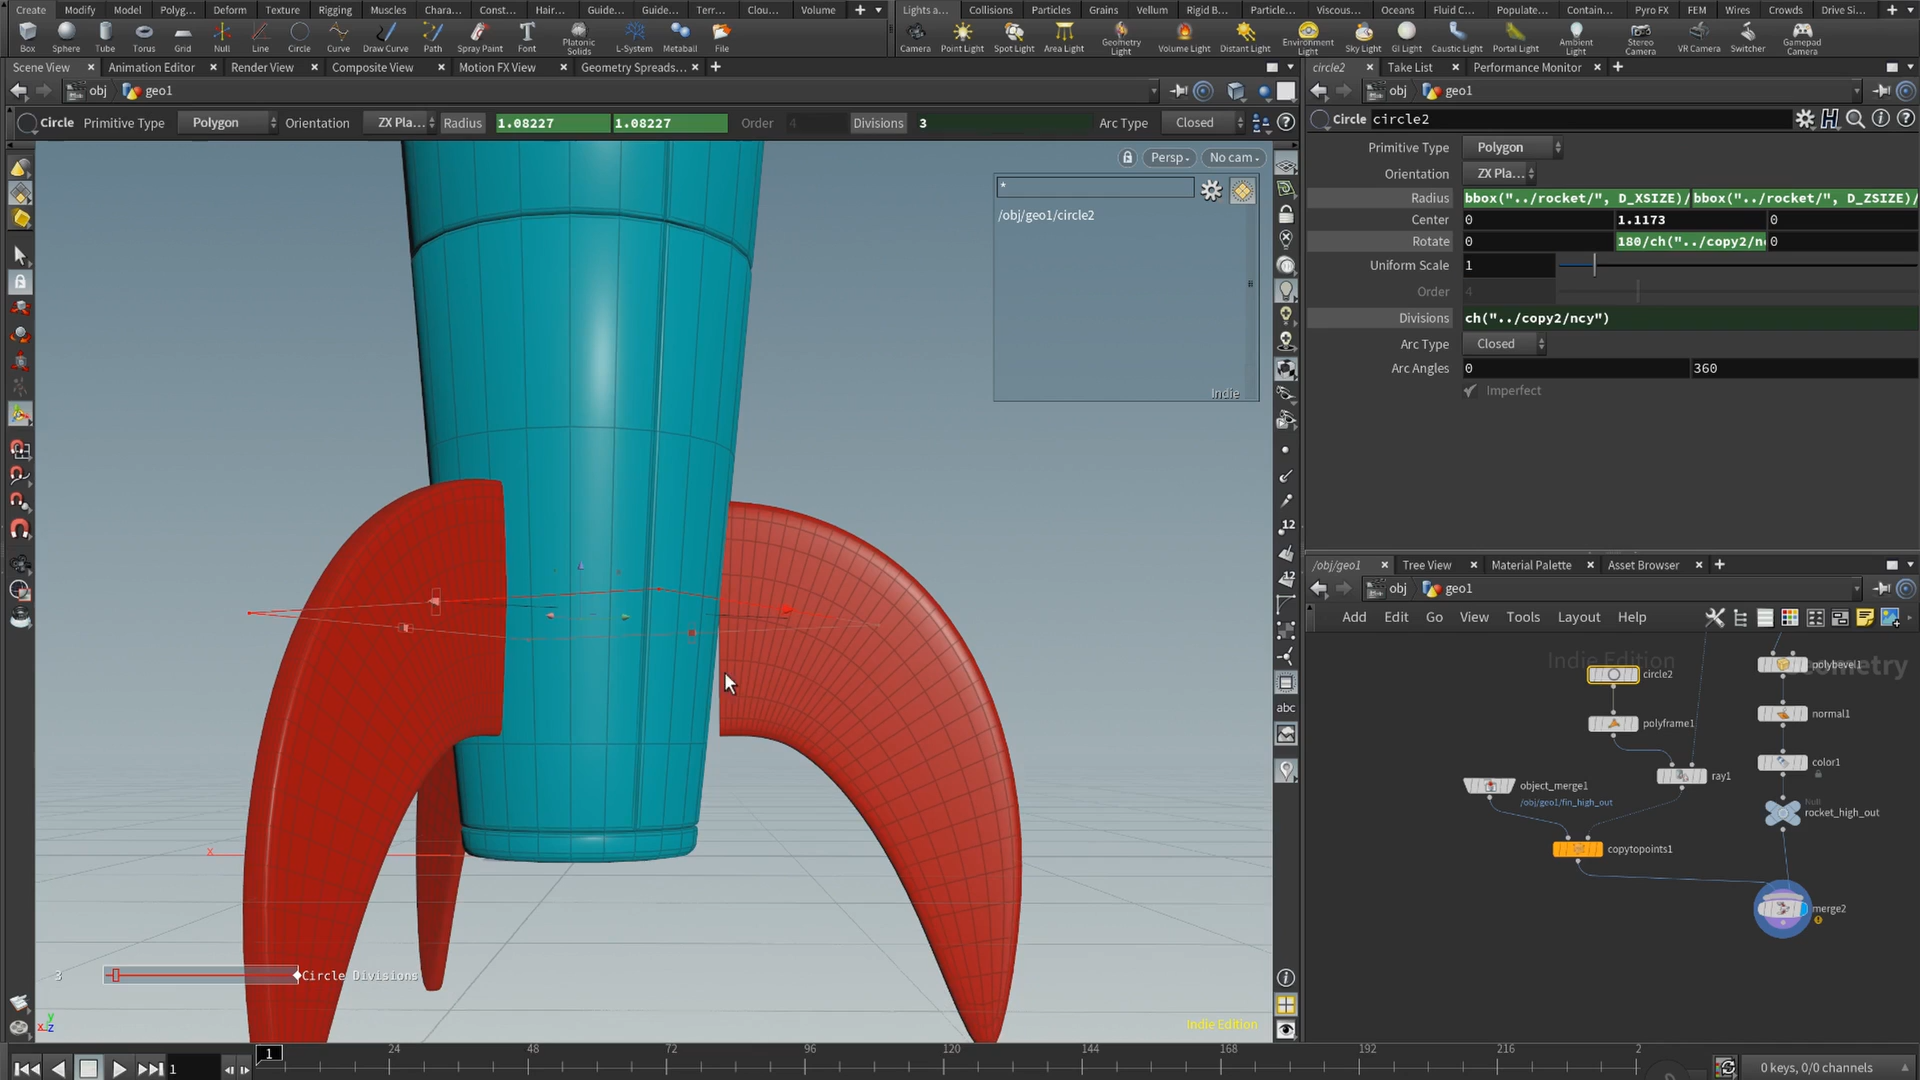 Create Modify Model Polyg... Deform Texture Rigging Muscles Chara... Const... Hair... Guide... Guide... Terr... Clou... Volume
Box Sphere Tube Torus Grid Null Line Circle Curve Draw Curve Path Spray Paint Font Platonic Solids L-System Metaball File
Lights a... Collisions Particles Grains Vellum Rigid B... Particle... Viscous... Oceans Fluid C... Populate... Contain... Pyro FX FEM Wires Crowds Drive Si...
Camera Point Light Spot Light Area Light Geometry Light Volume Light Distant Light Environment Light Sky Light GI Light Caustic Light Portal Light Ambient Light Stereo Camera VR Camera Switcher Gamepad Camera
Scene View Animation Editor Render View Composite View Motion FX View Geometry Spreads...
obj geo1
Circle Primitive Type Polygon Orientation ZX Pla... Radius 1.08227 1.08227 Order 4 Divisions 3 Arc Type Closed
Persp No cam
*
/obj/geo1/circle2
Indie
x
3 Circle Divisions
Indie Edition
y
x z
12
12
abc
circle2 Take List Performance Monitor
obj geo1
Circle circle2
Primitive Type Polygon
Orientation ZX Pla...
Radius bbox("../rocket/", D_XSIZE)/ bbox("../rocket/", D_ZSIZE)/
Center 0 1.1173 0
Rotate 0 180/ch("../copy2/n 0
Uniform Scale 1
Order 4
Divisions ch("../copy2/ncy")
Arc Type Closed
Arc Angles 0 360
Imperfect
/obj/geo1 Tree View Material Palette Asset Browser
obj geo1
Add Edit Go View Tools Layout Help
Indie Edition
circle2
polybevel1
polyframe1
normal1
color1
ray1
object_merge1
/obj/geo1/fin_high_out
Null
rocket_high_out
copytopoints1
merge2
1 24 48 72 96 120 144 168 192 216 2
1
0 keys, 0/0 channels